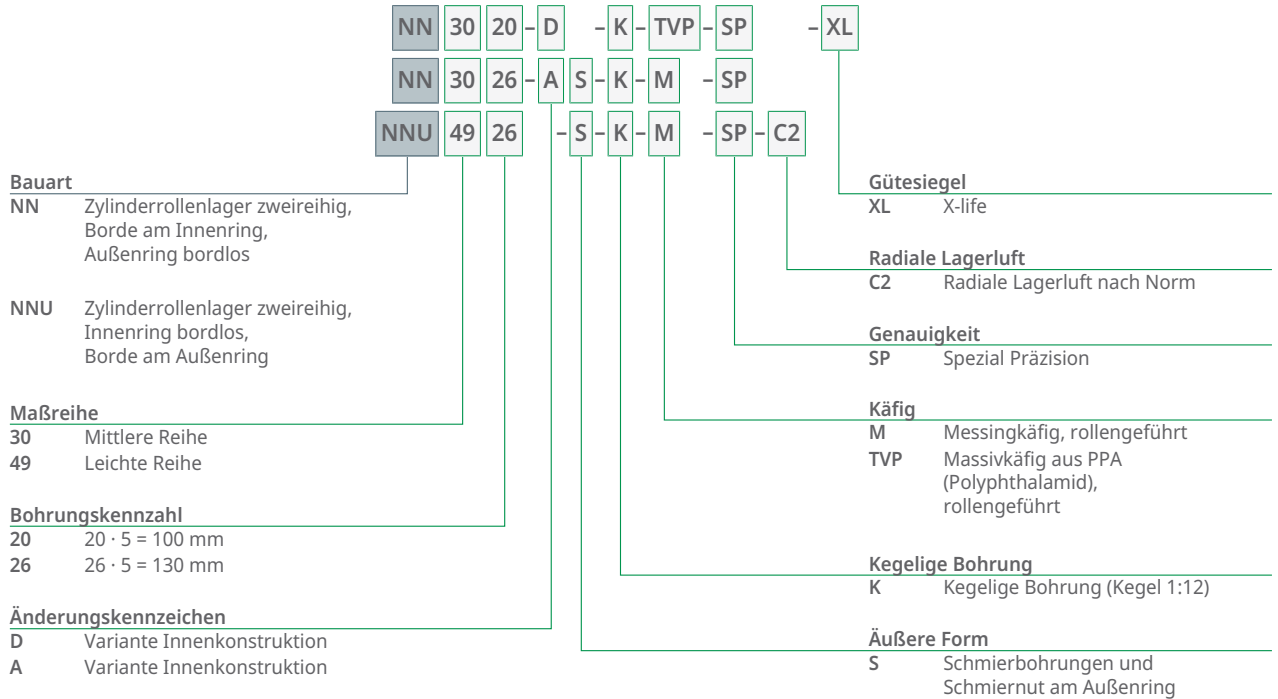 NN 30 20 – D – K – TVP – SP – XL
NN 30 26 – A S – K – M – SP
NNU 49 26 – S – K – M – SP – C2
Bauart
NN Zylinderrollenlager zweireihig,
Borde am Innenring,
Außenring bordlos
NNU Zylinderrollenlager zweireihig,
Innenring bordlos,
Borde am Außenring
Maßreihe
30 Mittlere Reihe
49 Leichte Reihe
Bohrungskennzahl
20 20 · 5 = 100 mm
26 26 · 5 = 130 mm
Änderungskennzeichen
D Variante Innenkonstruktion
A Variante Innenkonstruktion
Gütesiegel
XL X-life
Radiale Lagerluft
C2 Radiale Lagerluft nach Norm
Genauigkeit
SP Spezial Präzision
Käfig
M Messingkäfig, rollengeführt
TVP Massivkäfig aus PPA
(Polyphthalamid),
rollengeführt
Kegelige Bohrung
K Kegelige Bohrung (Kegel 1:12)
Äußere Form
S Schmierbohrungen und
Schmiernut am Außenring